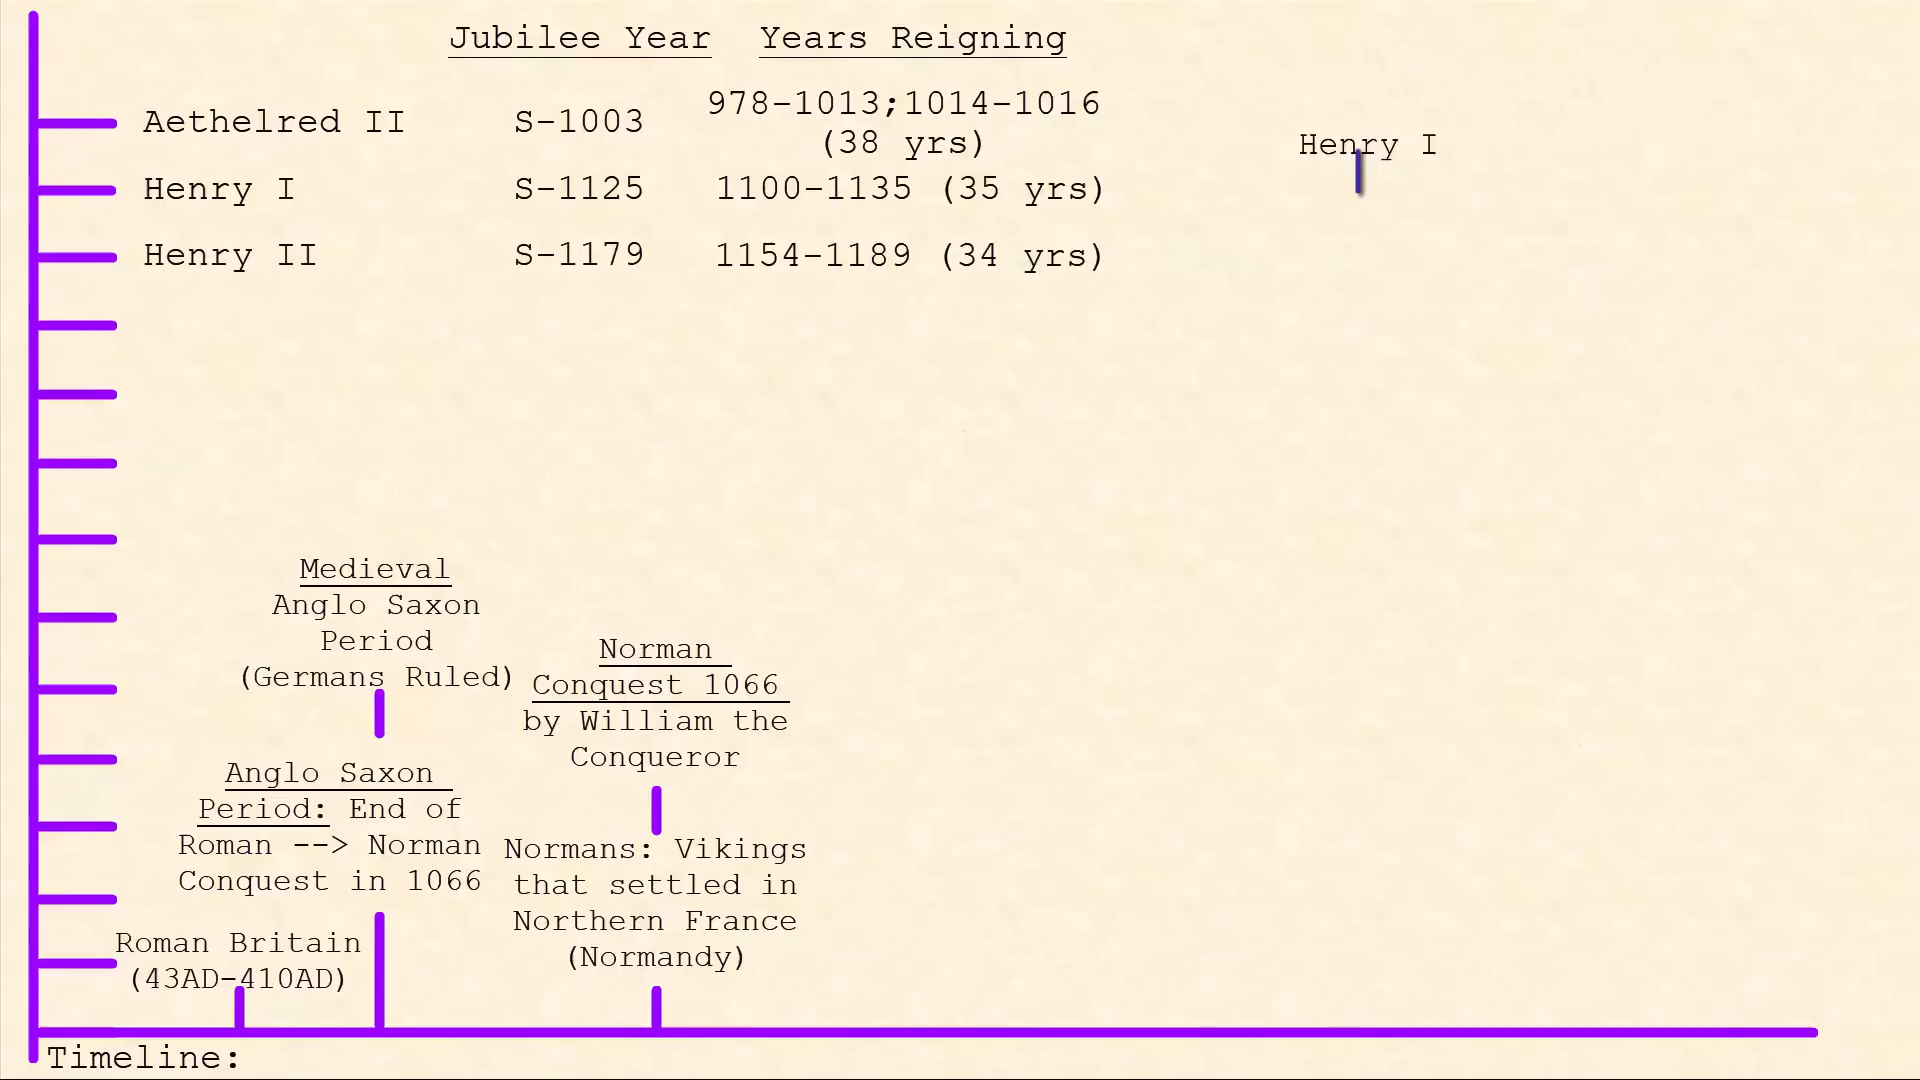 Jubilee Year Years Reigning
Aethelred II S-1003 978-1013;1014-1016
(38 yrs)
Henry I S-1125 1100-1135 (35 yrs)
Henry II S-1179 1154-1189 (34 yrs)
Henry I
Medieval
Anglo Saxon
Period
(Germans Ruled)
Anglo Saxon
Period: End of
Roman --> Norman
Conquest in 1066
Roman Britain
(43AD-410AD)
Norman
Conquest 1066
by William the
Conqueror
Normans: Vikings
that settled in
Northern France
(Normandy)
Timeline: